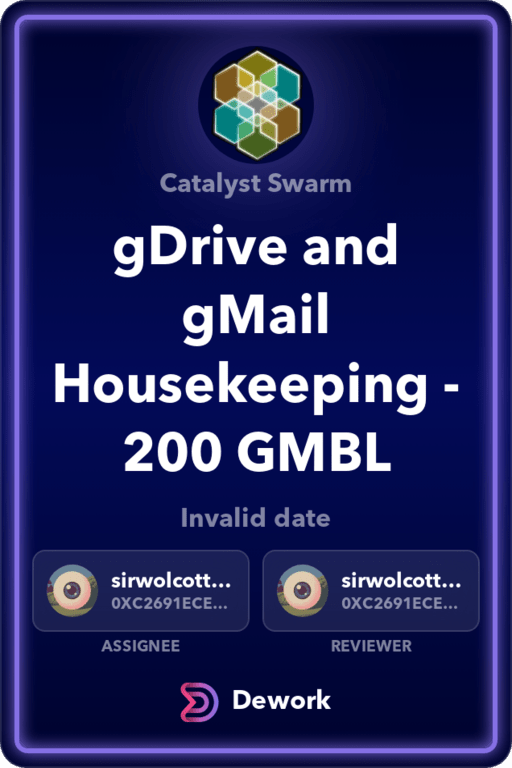 Catalyst Swarm
gDrive and
gMail
Housekeeping -
200 GMBL
Invalid date
sirwolcott...
0XC2691ECE...
sirwolcott...
0XC2691ECE...
ASSIGNEE
REVIEWER
Dework